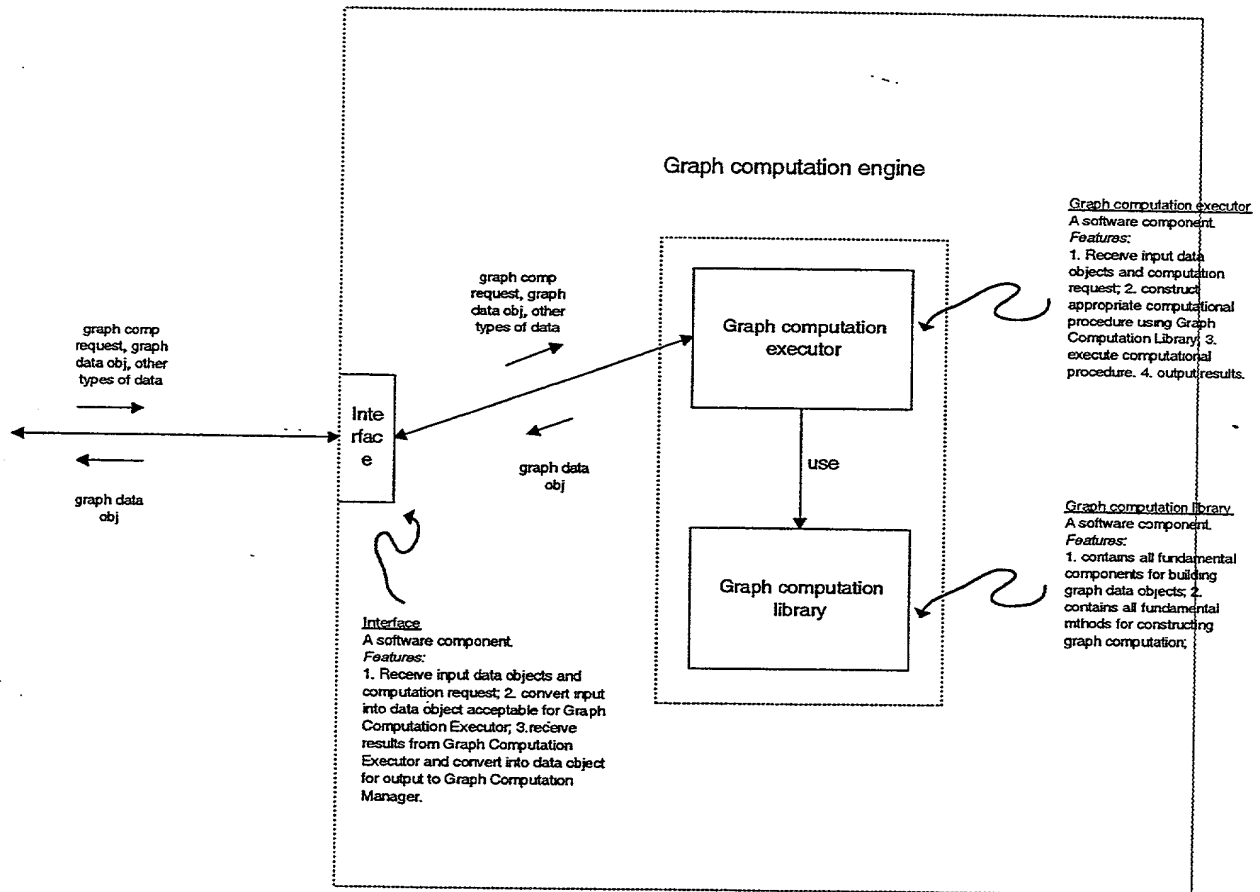 Graph computation engine
graph comp
request, graph
data obj, other
types of data
graph data
obj
Inte
rfac
e
graph comp
request, graph
data obj, other
types of data
graph data
obj
Graph computation
executor
use
Graph computation
library
Graph computation executor
A software component.
Features:
1. Receive input data
objects and computation
request; 2. construct
appropriate computational
procedure using Graph
Computation Library; 3.
execute computational
procedure. 4. output results.
Graph computation library
A software component.
Features:
1. contains all fundamental
components for building
graph data objects; 2.
contains all fundamental
mthods for constructing
graph computation;
Interface
A software component.
Features:
1. Receive input data objects and
computation request; 2. convert input
into data object acceptable for Graph
Computation Executor; 3.receive
results from Graph Computation
Executor and convert into data object
for output to Graph Computation
Manager.